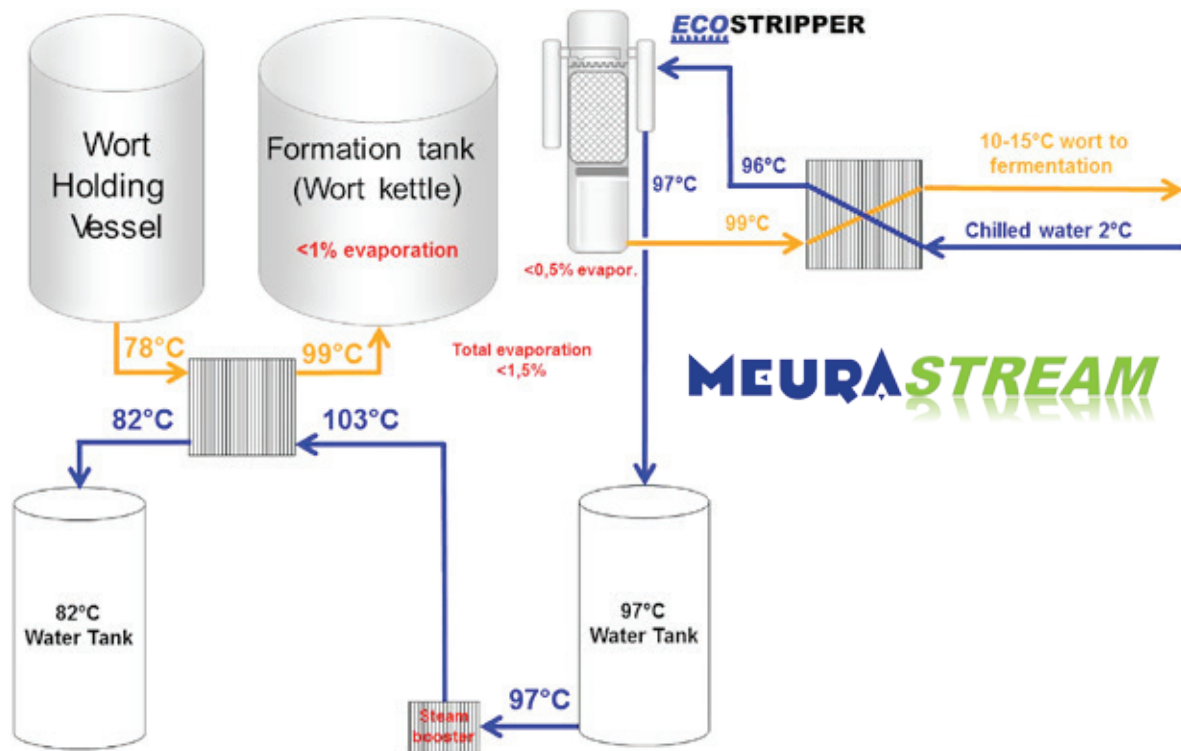 ECOSTRIPPER
Wort
Holding
Vessel
Formation tank
(Wort kettle)
<1% evaporation
10-15°C wort to
fermentation
96°C
97°C
99°C
Chilled water 2°C
<0,5% evapor.
78°C
99°C
Total evaporation
<1,5%
MEURASTREAM
82°C
103°C
82°C
Water Tank
97°C
Water Tank
97°C
Steam
booster